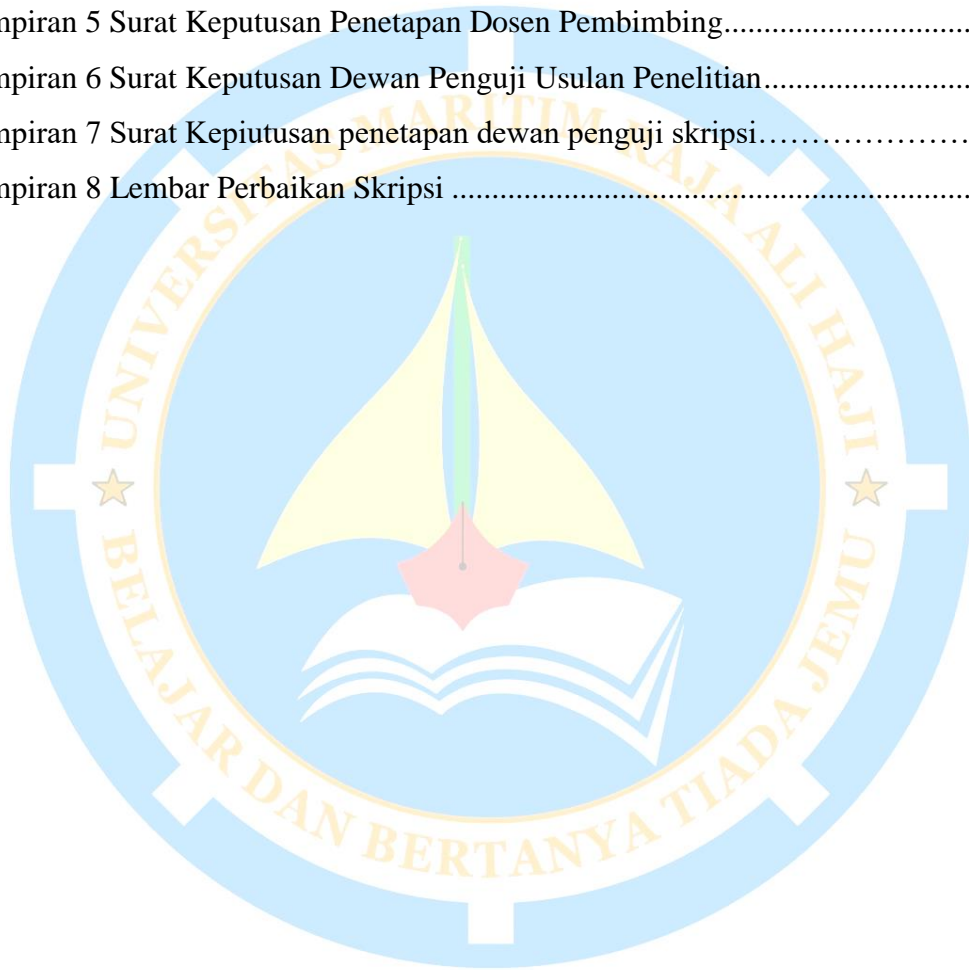 mpiran 5 Surat Keputusan Penetapan Dosen Pembimbing..............................
mpiran 6 Surat Keputusan Dewan Penguji Usulan Penelitian.........................
mpiran 7 Surat Kepiutusan penetapan dewan penguji skripsi…………………
mpiran 8 Lembar Perbaikan Skripsi ................................................................
UNIVERSITAS MARITIM RAJA ALI HAJI
BELAJAR DAN BERTANYA TIADA JEMU